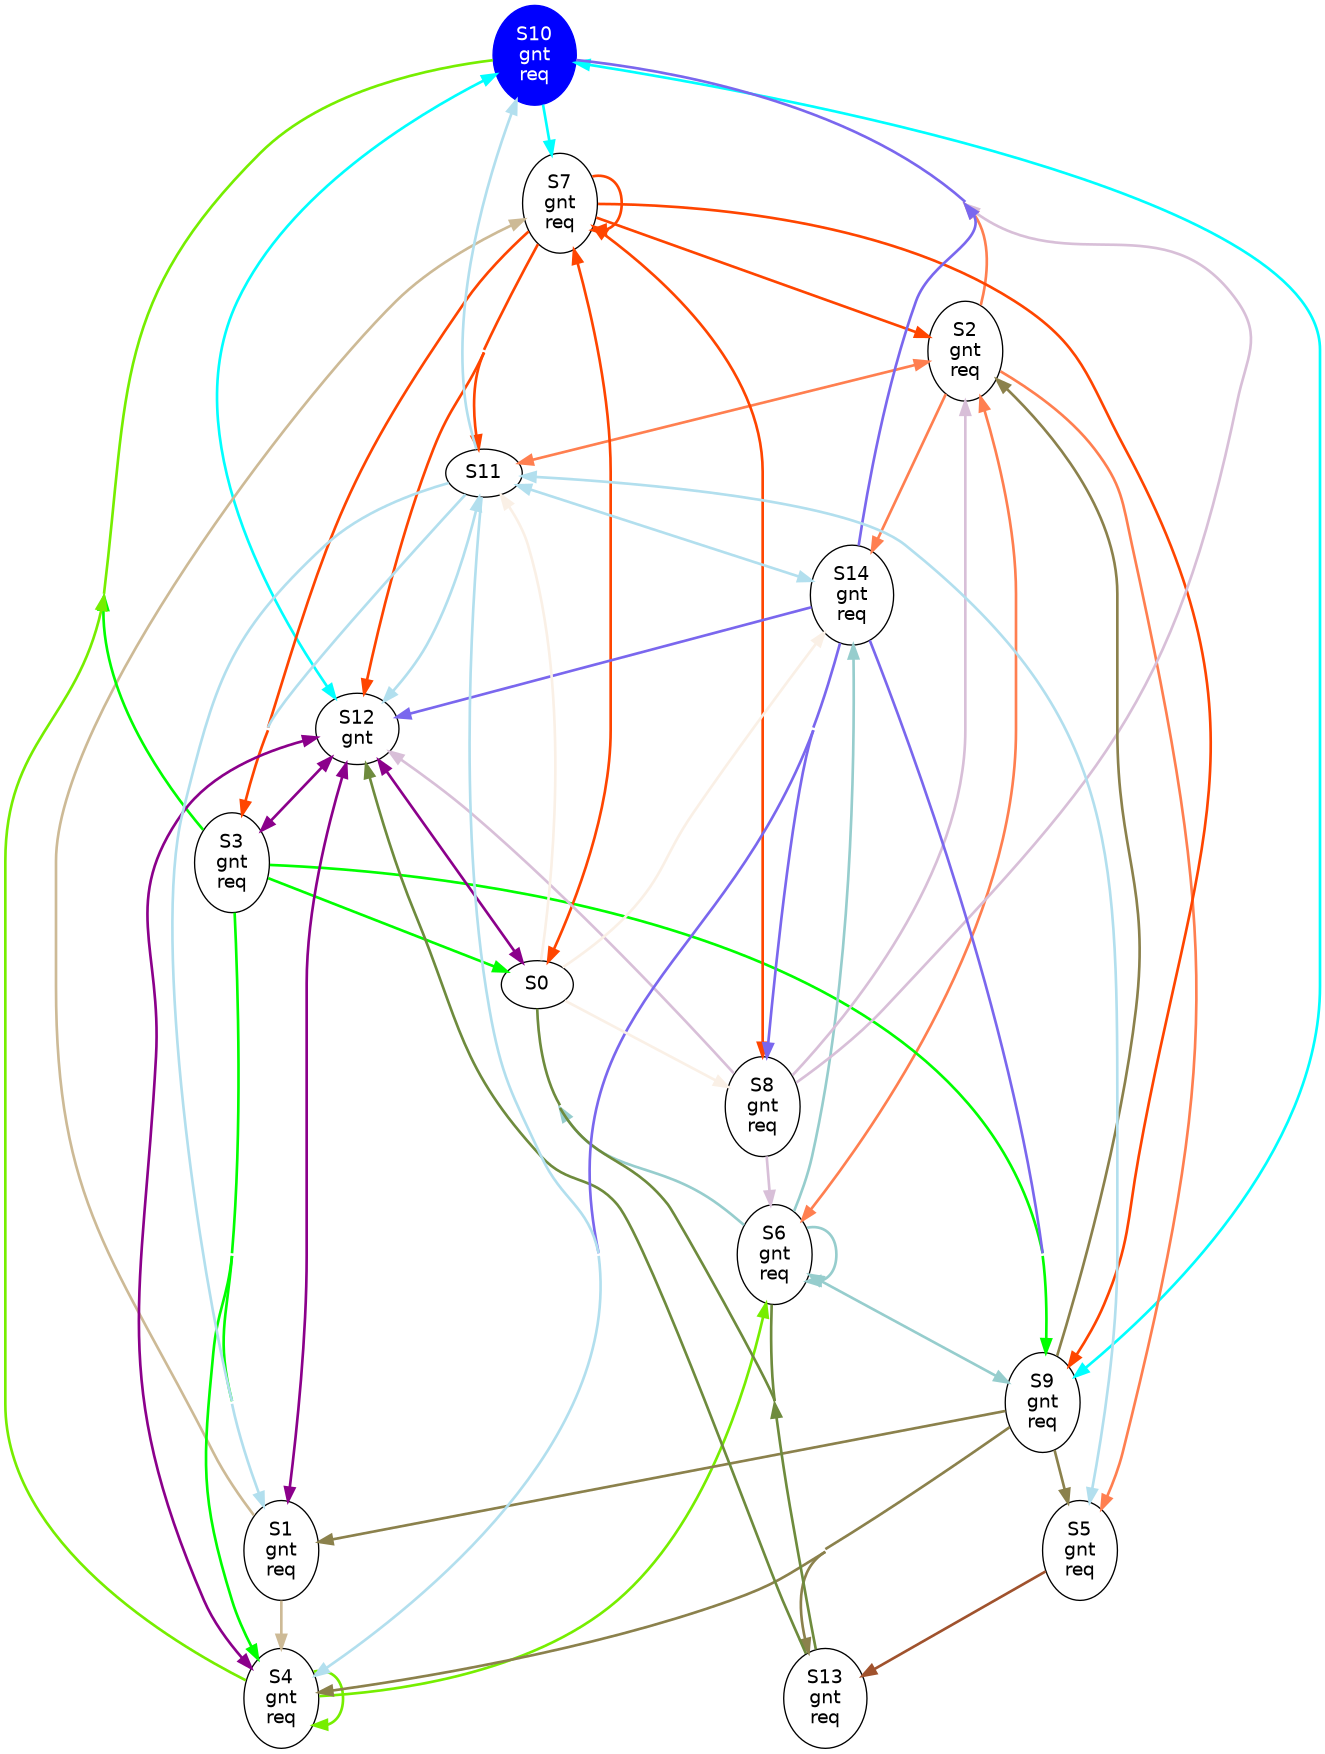 S10
gnt
req
S7
gnt
req
S2
gnt
req
S11
S14
gnt
req
S12
gnt
S3
gnt
req
S0
S8
gnt
req
S6
gnt
req
S9
gnt
req
S1
gnt
req
S5
gnt
req
S4
gnt
req
S13
gnt
req